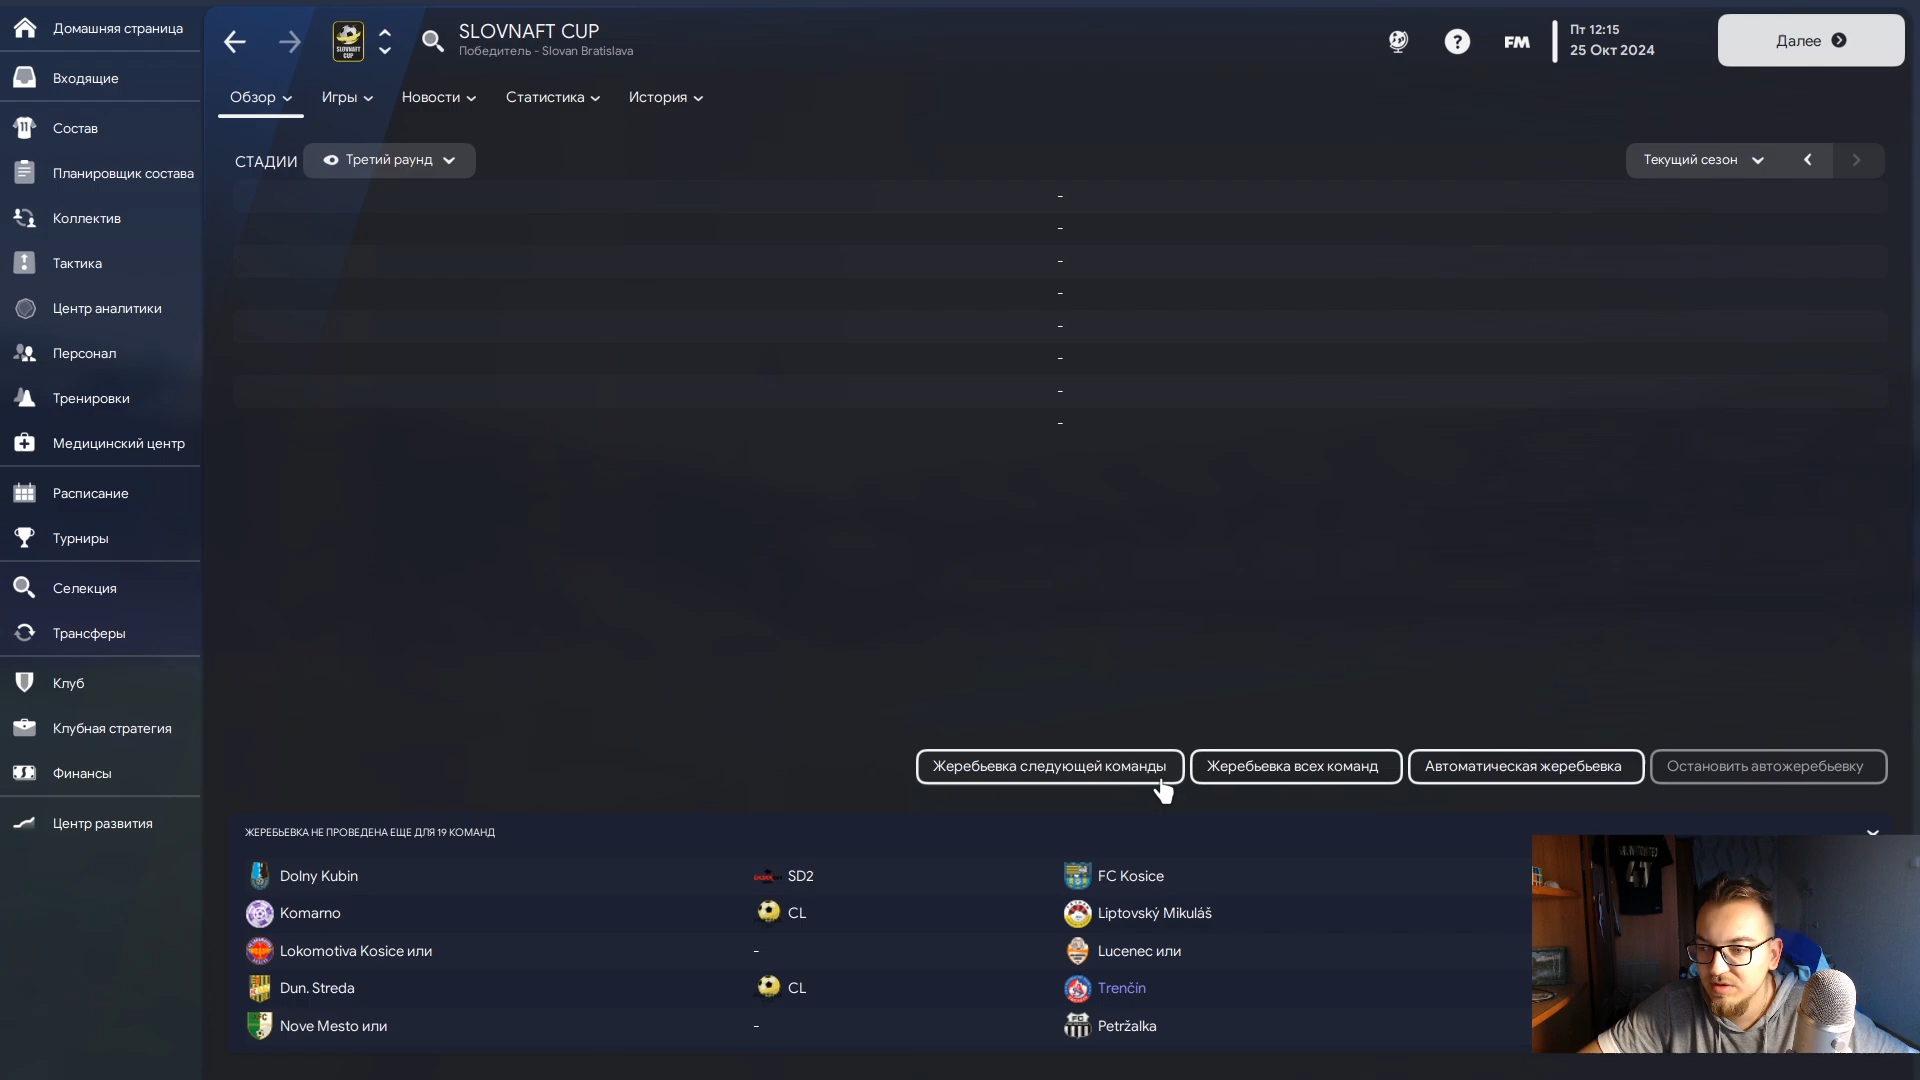 Домашняя страница
SLOVNAFT CUP
Победитель - Slovan Bratislava
Пт 12:15
25 Окт 2024
Далее
FM
Входящие
Обзор
Игры
Новости
Статистика
История
Состав
СТАДИИ
Третий раунд
Текущий сезон
Планировщик состава
Коллектив
Тактика
Центр аналитики
Персонал
Тренировки
Медицинский центр
Расписание
Турниры
Селекция
Трансферы
Клуб
Клубная стратегия
Финансы
Центр развития
-
-
-
-
-
-
-
-
Жеребьевка следующей команды
Жеребьевка всех команд
Автоматическая жеребьевка
Остановить автожеребьевку
ЖЕРЕБЬЕВКА НЕ ПРОВЕДЕНА ЕЩЕ ДЛЯ 19 КОМАНД
Dolny Kubin SD2 FC Kosice
Komarno CL Liptovský Mikuláš
Lokomotiva Kosice или - Lucenec или
Dun. Streda CL Trenčín
Nove Mesto или - Petržalka